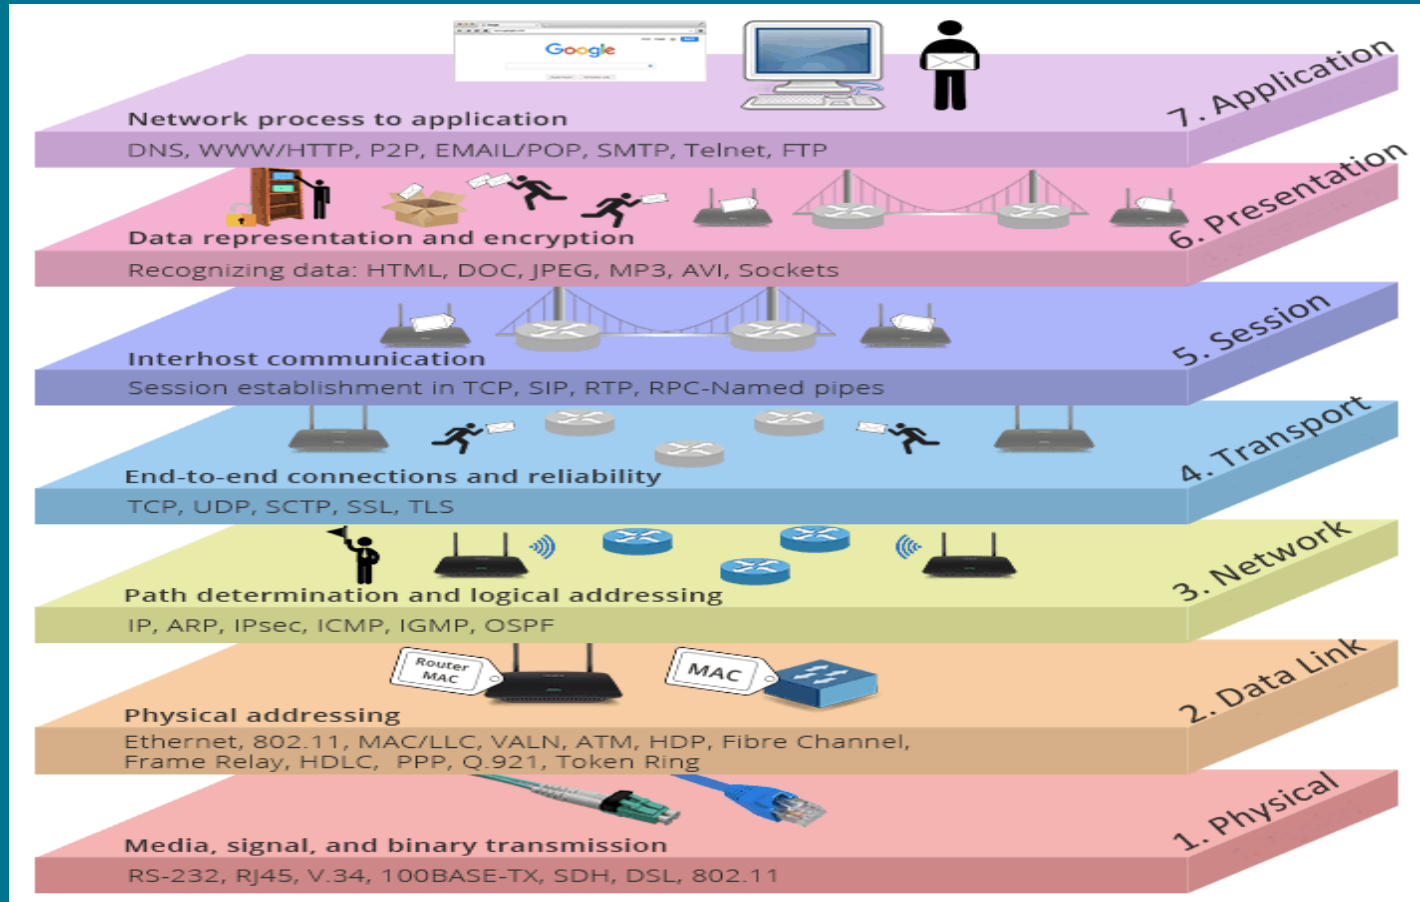 Google
7. Application
Network process to application
DNS, WWW/HTTP, P2P, EMAIL/POP, SMTP, Telnet, FTP
6. Presentation
Data representation and encryption
Recognizing data: HTML, DOC, JPEG, MP3, AVI, Sockets
5. Session
Interhost communication
Session establishment in TCP, SIP, RTP, RPC-Named pipes
4. Transport
End-to-end connections and reliability
TCP, UDP, SCTP, SSL, TLS
3. Network
Path determination and logical addressing
IP, ARP, IPsec, ICMP, IGMP, OSPF
Router
MAC
MAC
2. Data Link
Physical addressing
Ethernet, 802.11, MAC/LLC, VALN, ATM, HDP, Fibre Channel,
Frame Relay, HDLC, PPP, Q.921, Token Ring
1. Physical
Media, signal, and binary transmission
RS-232, RJ45, V.34, 100BASE-TX, SDH, DSL, 802.11